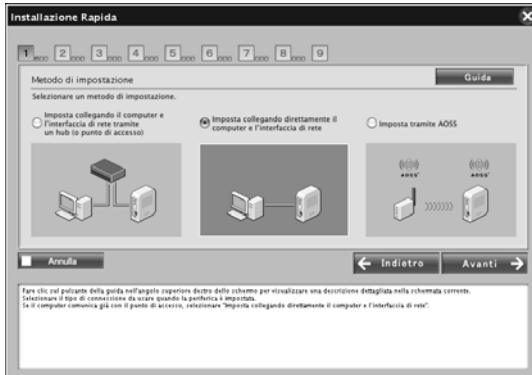 Installazione Rapida
1 2 3 4 5 6 7 8 9
Metodo di impostazione
Guida
Selezionare un metodo di impostazione.
Imposta collegando il computer e
l'interfaccia di rete tramite
un hub (o punto di accesso)
Imposta collegando direttamente il
computer e l'interfaccia di rete
Imposta tramite AOSS
AOSS
AOSS
Annulla
Indietro
Avanti
Fare clic sul pulsante della guida nell'angolo superiore destro dello schermo per visualizzare una descrizione dettagliata nella schermata corrente.
Selezionare il tipo di connessione da usare quando la periferica è impostata.
Se il computer comunica già con il punto di accesso, selezionare "Imposta collegando direttamente il computer e l'interfaccia di rete".